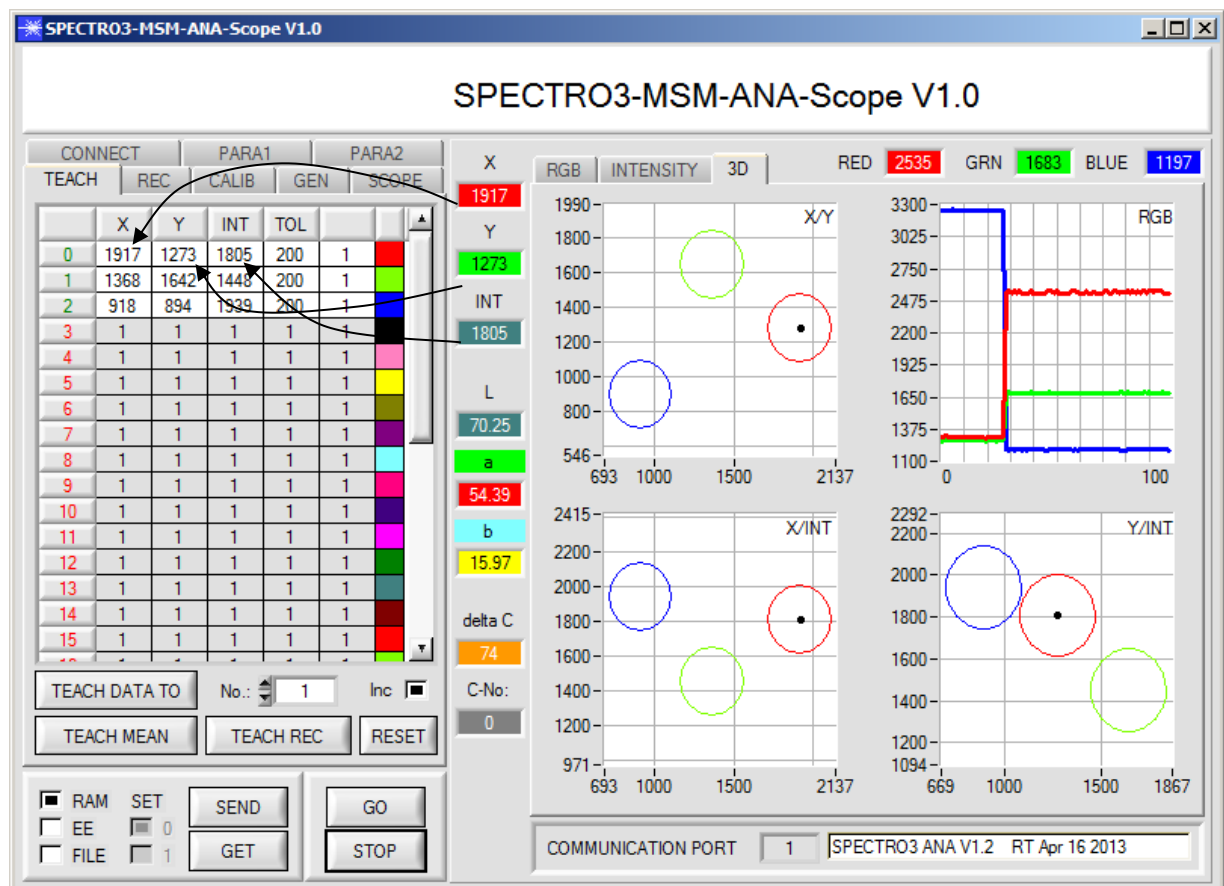 SPECTRO3-MSM-ANA-Scope V1.0
SPECTRO3-MSM-ANA-Scope V1.0
CONNECT PARA1 PARA2
TEACH REC CALIB GEN SCOPE
X Y INT TOL
0 1917 1273 1805 200 1
1 1368 1642 1448 200 1
2 918 894 1939 200 1
3 1 1 1 1 1
4 1 1 1 1 1
5 1 1 1 1 1
6 1 1 1 1 1
7 1 1 1 1 1
8 1 1 1 1 1
9 1 1 1 1 1
10 1 1 1 1 1
11 1 1 1 1 1
12 1 1 1 1 1
13 1 1 1 1 1
14 1 1 1 1 1
15 1 1 1 1 1
TEACH DATA TO No.: 1 Inc
TEACH MEAN TEACH REC RESET
RAM SET SEND GO
EE 0
FILE 1 GET STOP
X
1917
Y
1273
INT
1805
L
70.25
a
54.39
b
15.97
delta C
74
C-No:
0
RGB INTENSITY 3D RED 2535 GRN 1683 BLUE 1197
X/Y
1990
1800
1600
1400
1200
1000
800
546
693 1000 1500 2137
RGB
3300
3025
2750
2475
2200
1925
1650
1375
1100
0 100
X/INT
2415
2200
2000
1800
1600
1400
1200
971
693 1000 1500 2137
Y/INT
2292
2200
2000
1800
1600
1400
1200
1094
669 1000 1500 1867
COMMUNICATION PORT 1 SPECTRO3 ANA V1.2 RT Apr 16 2013